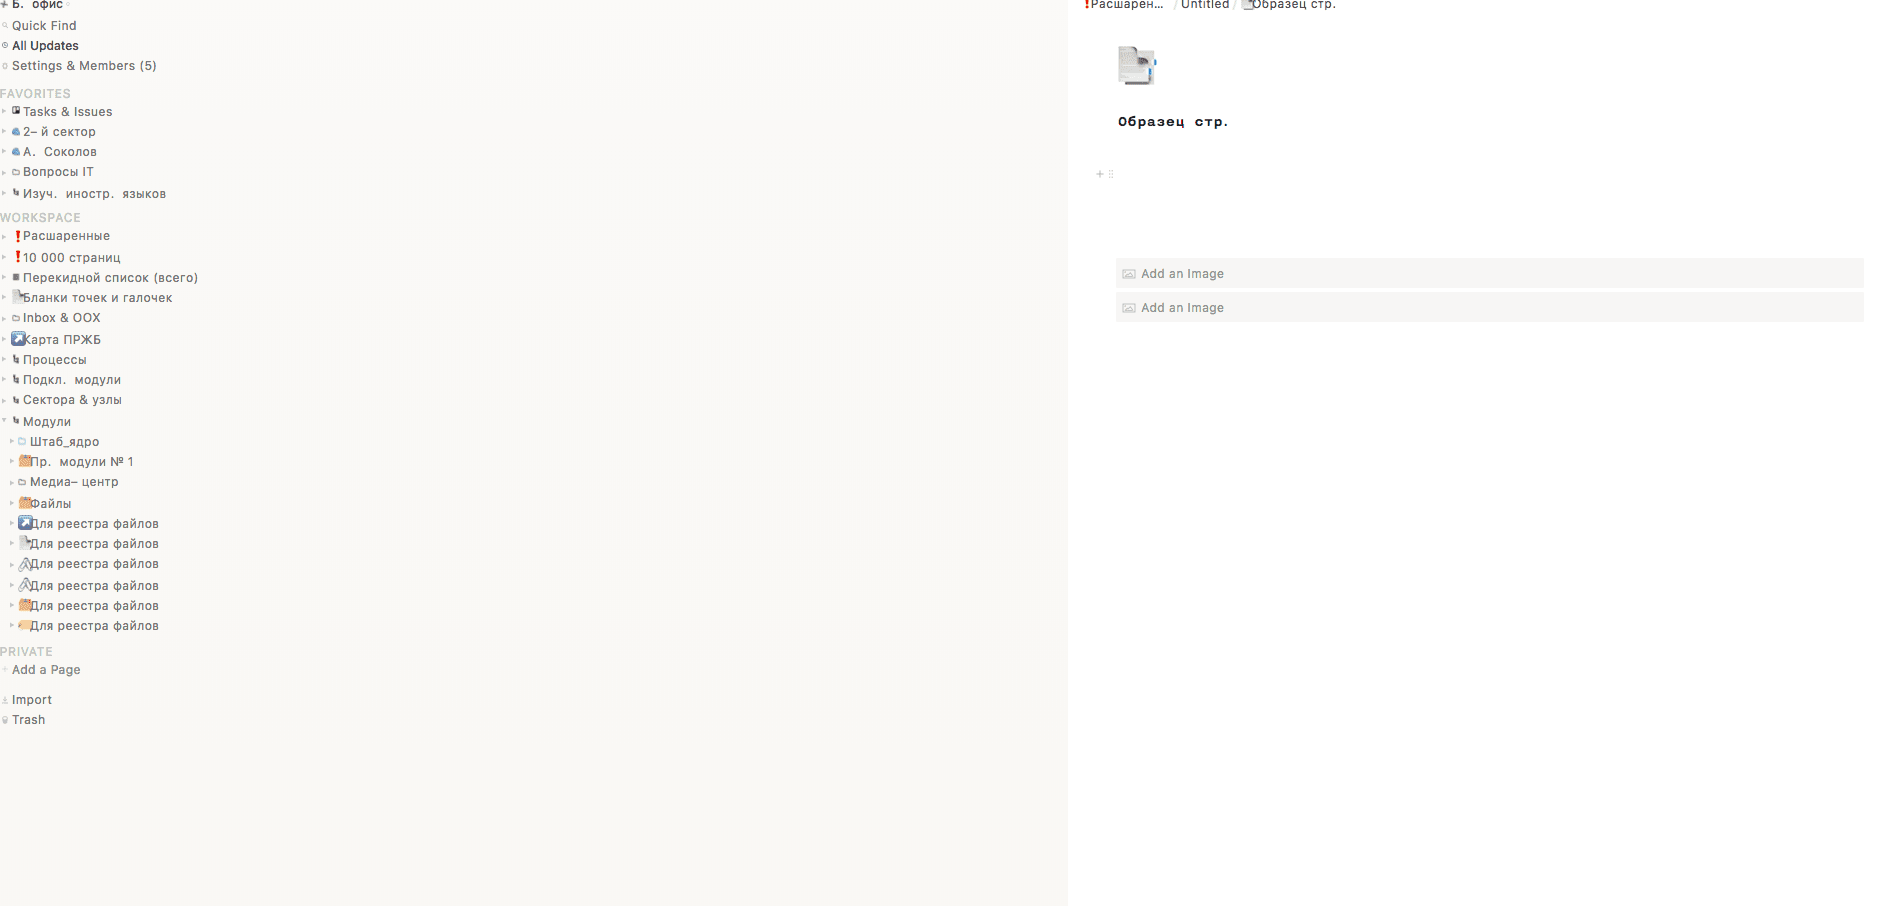 Б. офис
Quick Find
All Updates
Settings & Members (5)
FAVORITES
Tasks & Issues
2– й сектор
А. Соколов
Вопросы IT
Изуч. иностр. языков
WORKSPACE
❗Расшаренные
❗10 000 страниц
Перекидной список (всего)
Бланки точек и галочек
Inbox & OOX
Карта ПРЖБ
Процессы
Подкл. модули
Сектора & узлы
Модули
Штаб_ядро
Пр. модули № 1
Медиа– центр
Файлы
Для реестра файлов
Для реестра файлов
Для реестра файлов
Для реестра файлов
Для реестра файлов
Для реестра файлов
PRIVATE
Add a Page
Import
Trash
❗Расшарен... / Untitled / Образец стр.
Образец стр.
Add an Image
Add an Image